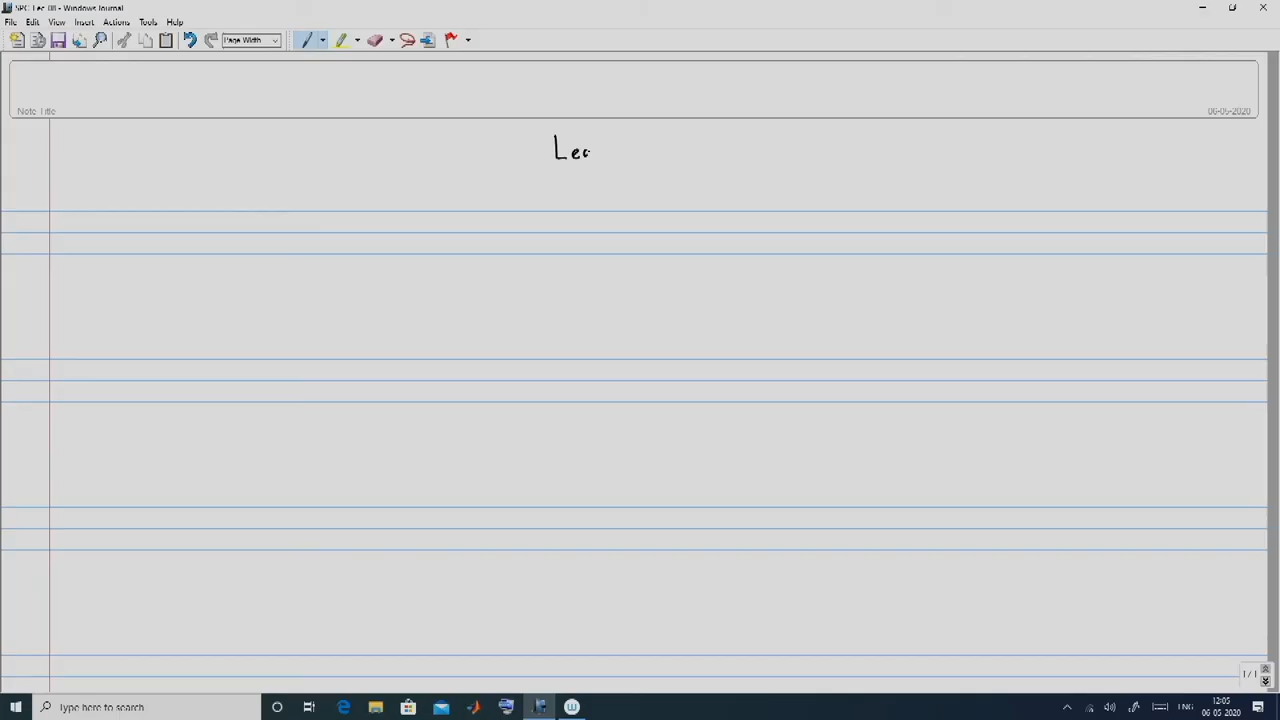 SPC Lec 08 - Windows Journal
File Edit View Insert Actions Tools Help
Page Width
Note Title
06-05-2020
Lec
1/1
Type here to search
ENG
12:05
06-05-2020